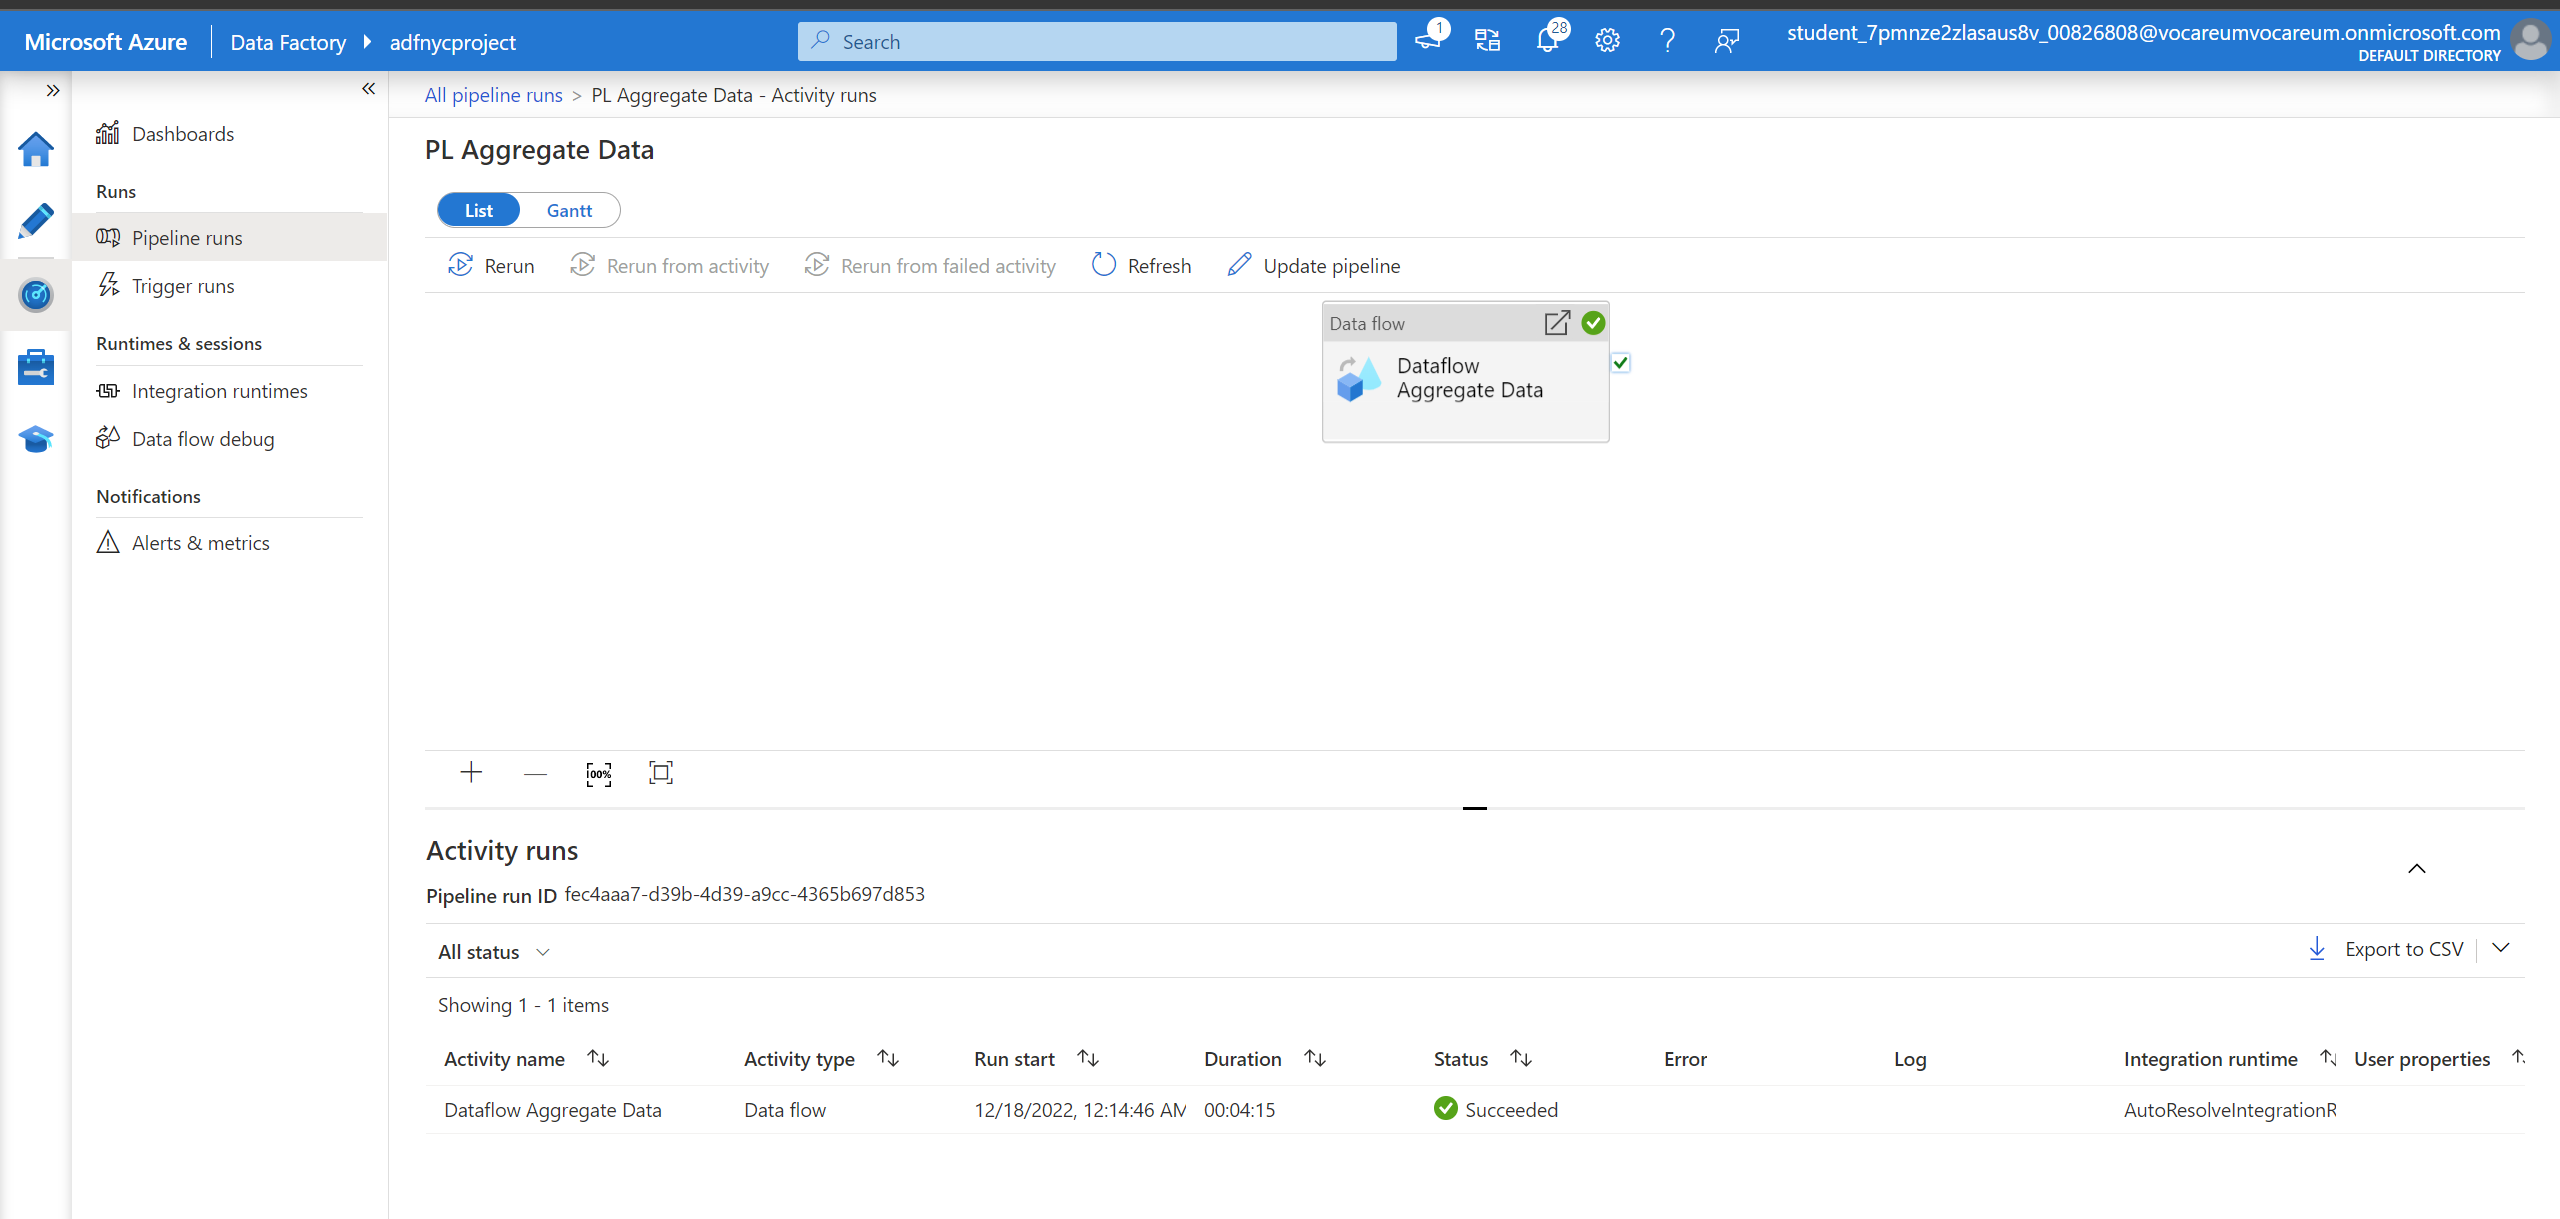 Microsoft Azure
Data Factory
adfnycproject
Search
1
28
student_7pmnze2zlasaus8v_00826808@vocareumvocareum.onmicrosoft.com
DEFAULT DIRECTORY
Dashboards
Runs
Pipeline runs
Trigger runs
Runtimes & sessions
Integration runtimes
Data flow debug
Notifications
Alerts & metrics
All pipeline runs > PL Aggregate Data - Activity runs
PL Aggregate Data
List Gantt
Rerun Rerun from activity Rerun from failed activity Refresh Update pipeline
Data flow
Dataflow
Aggregate Data
100%
Activity runs
Pipeline run ID fec4aaa7-d39b-4d39-a9cc-4365b697d853
All status
Export to CSV
Showing 1 - 1 items
Activity name Activity type Run start Duration Status Error Log Integration runtime User properties
Dataflow Aggregate Data Data flow 12/18/2022, 12:14:46 AM 00:04:15 Succeeded AutoResolveIntegrationR